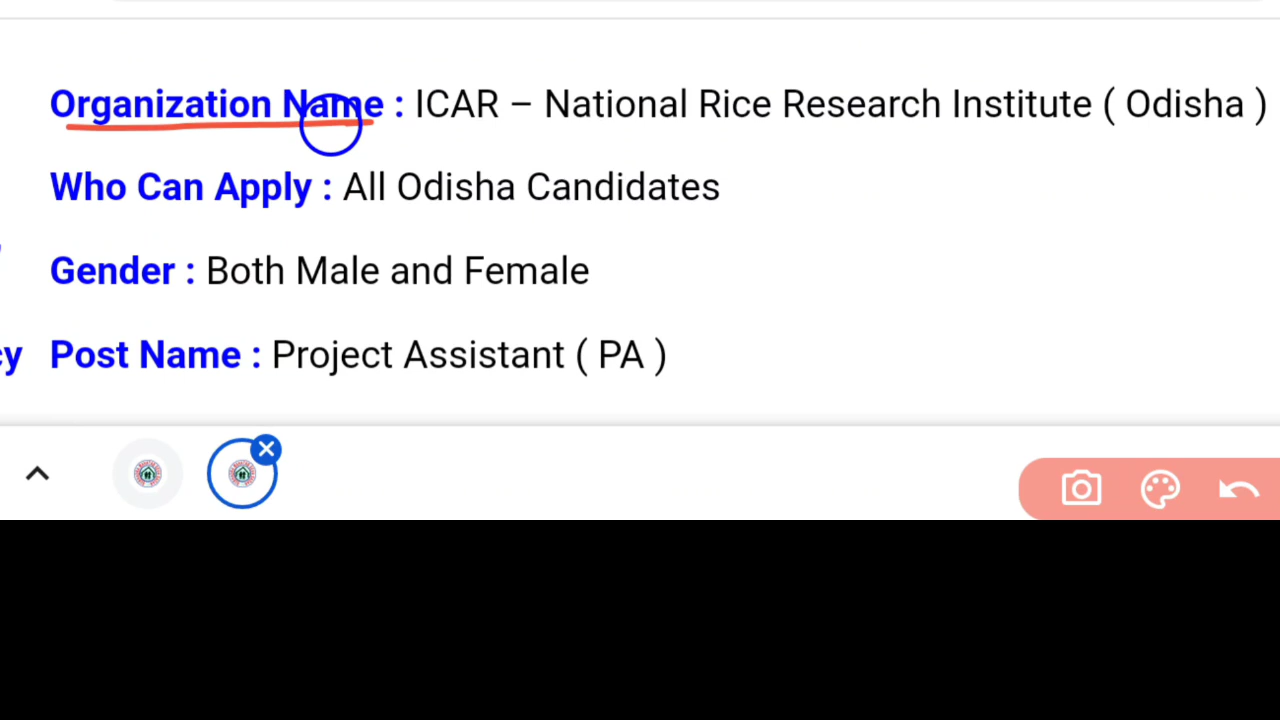 Organization Name : ICAR – National Rice Research Institute ( Odisha )
Who Can Apply : All Odisha Candidates
Gender : Both Male and Female
cy Post Name : Project Assistant ( PA )